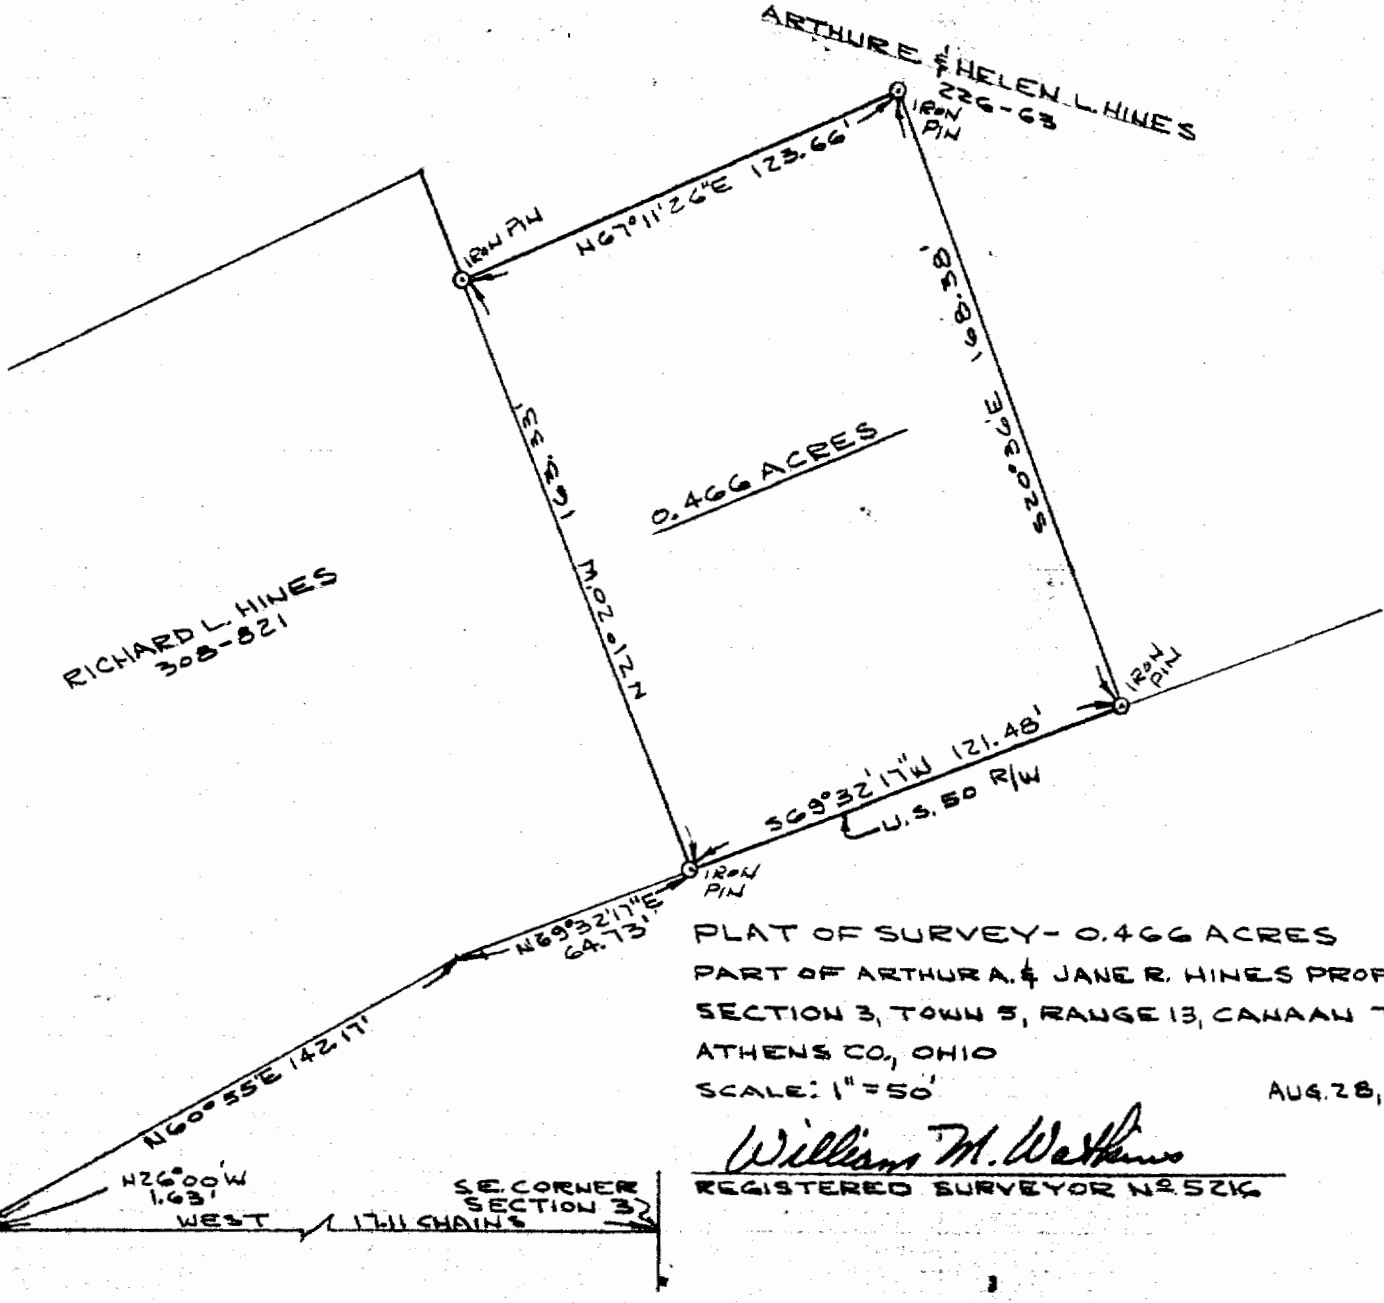 ARTHUR E. & HELEN L. HINES
226-63
IRON
PIN
N67°11'26"E 123.66'
IRON PIN
168.38'
S20°36'E
163.33'
N21°20'W
0.466 ACRES
RICHARD L. HINES
308-821
IRON
PIN
S69°32'17"W 121.48'
U.S. 50 R/W
IRON
PIN
N69°32'17"E
64.73'
N60°55'E 142.17'
PLAT OF SURVEY - 0.466 ACRES
PART OF ARTHUR A. & JANE R. HINES PROP
SECTION 3, TOWN 5, RANGE 13, CANAAN T
ATHENS CO., OHIO
SCALE: 1"=50'
AUG. 28,
William M. Watkins
REGISTERED SURVEYOR Nº 5216
N26°00'W
1.63'
S.E. CORNER
SECTION 3
WEST 17.11 CHAINS